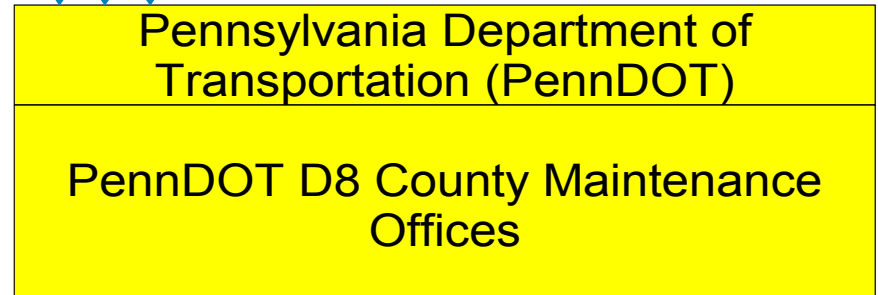 Pennsylvania Department of
Transportation (PennDOT)
PennDOT D8 County Maintenance
Offices